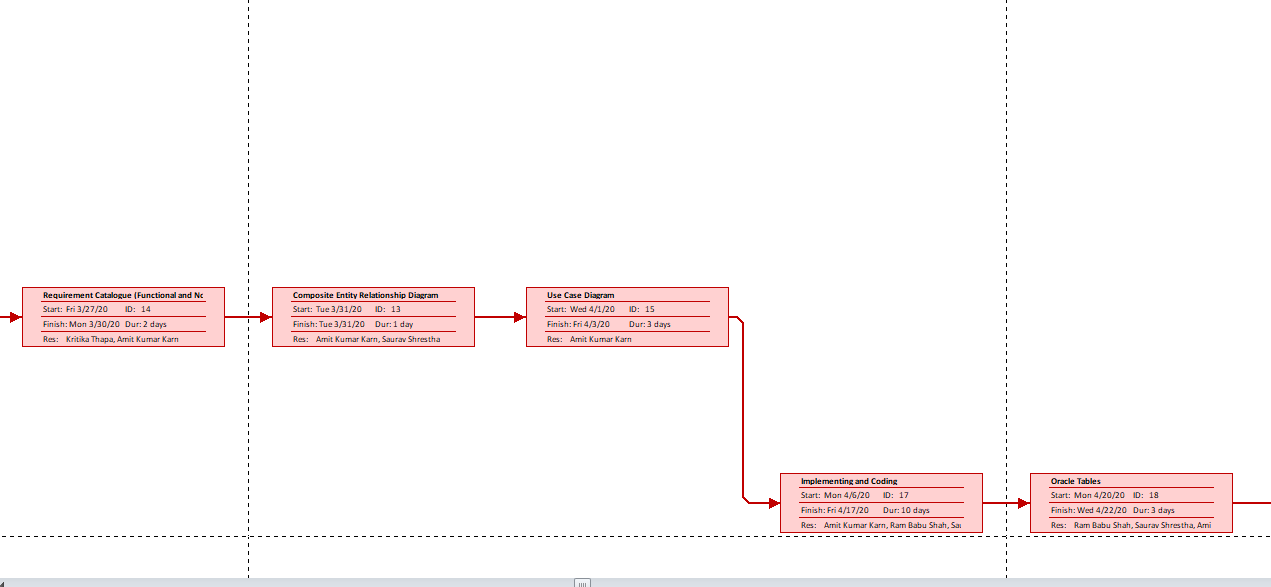 Requirement Catalogue (Functional and No
Start: Fri 3/27/20 ID: 14
Finish: Mon 3/30/20 Dur: 2 days
Res: Kritika Thapa, Amit Kumar Karn
Composite Entity Relationship Diagram
Start: Tue 3/31/20 ID: 13
Finish: Tue 3/31/20 Dur: 1 day
Res: Amit Kumar Karn, Saurav Shrestha
Use Case Diagram
Start: Wed 4/1/20 ID: 15
Finish: Fri 4/3/20 Dur: 3 days
Res: Amit Kumar Karn
Implementing and Coding
Start: Mon 4/6/20 ID: 17
Finish: Fri 4/17/20 Dur: 10 days
Res: Amit Kumar Karn, Ram Babu Shah, Sau
Oracle Tables
Start: Mon 4/20/20 ID: 18
Finish: Wed 4/22/20 Dur: 3 days
Res: Ram Babu Shah, Saurav Shrestha, Ami